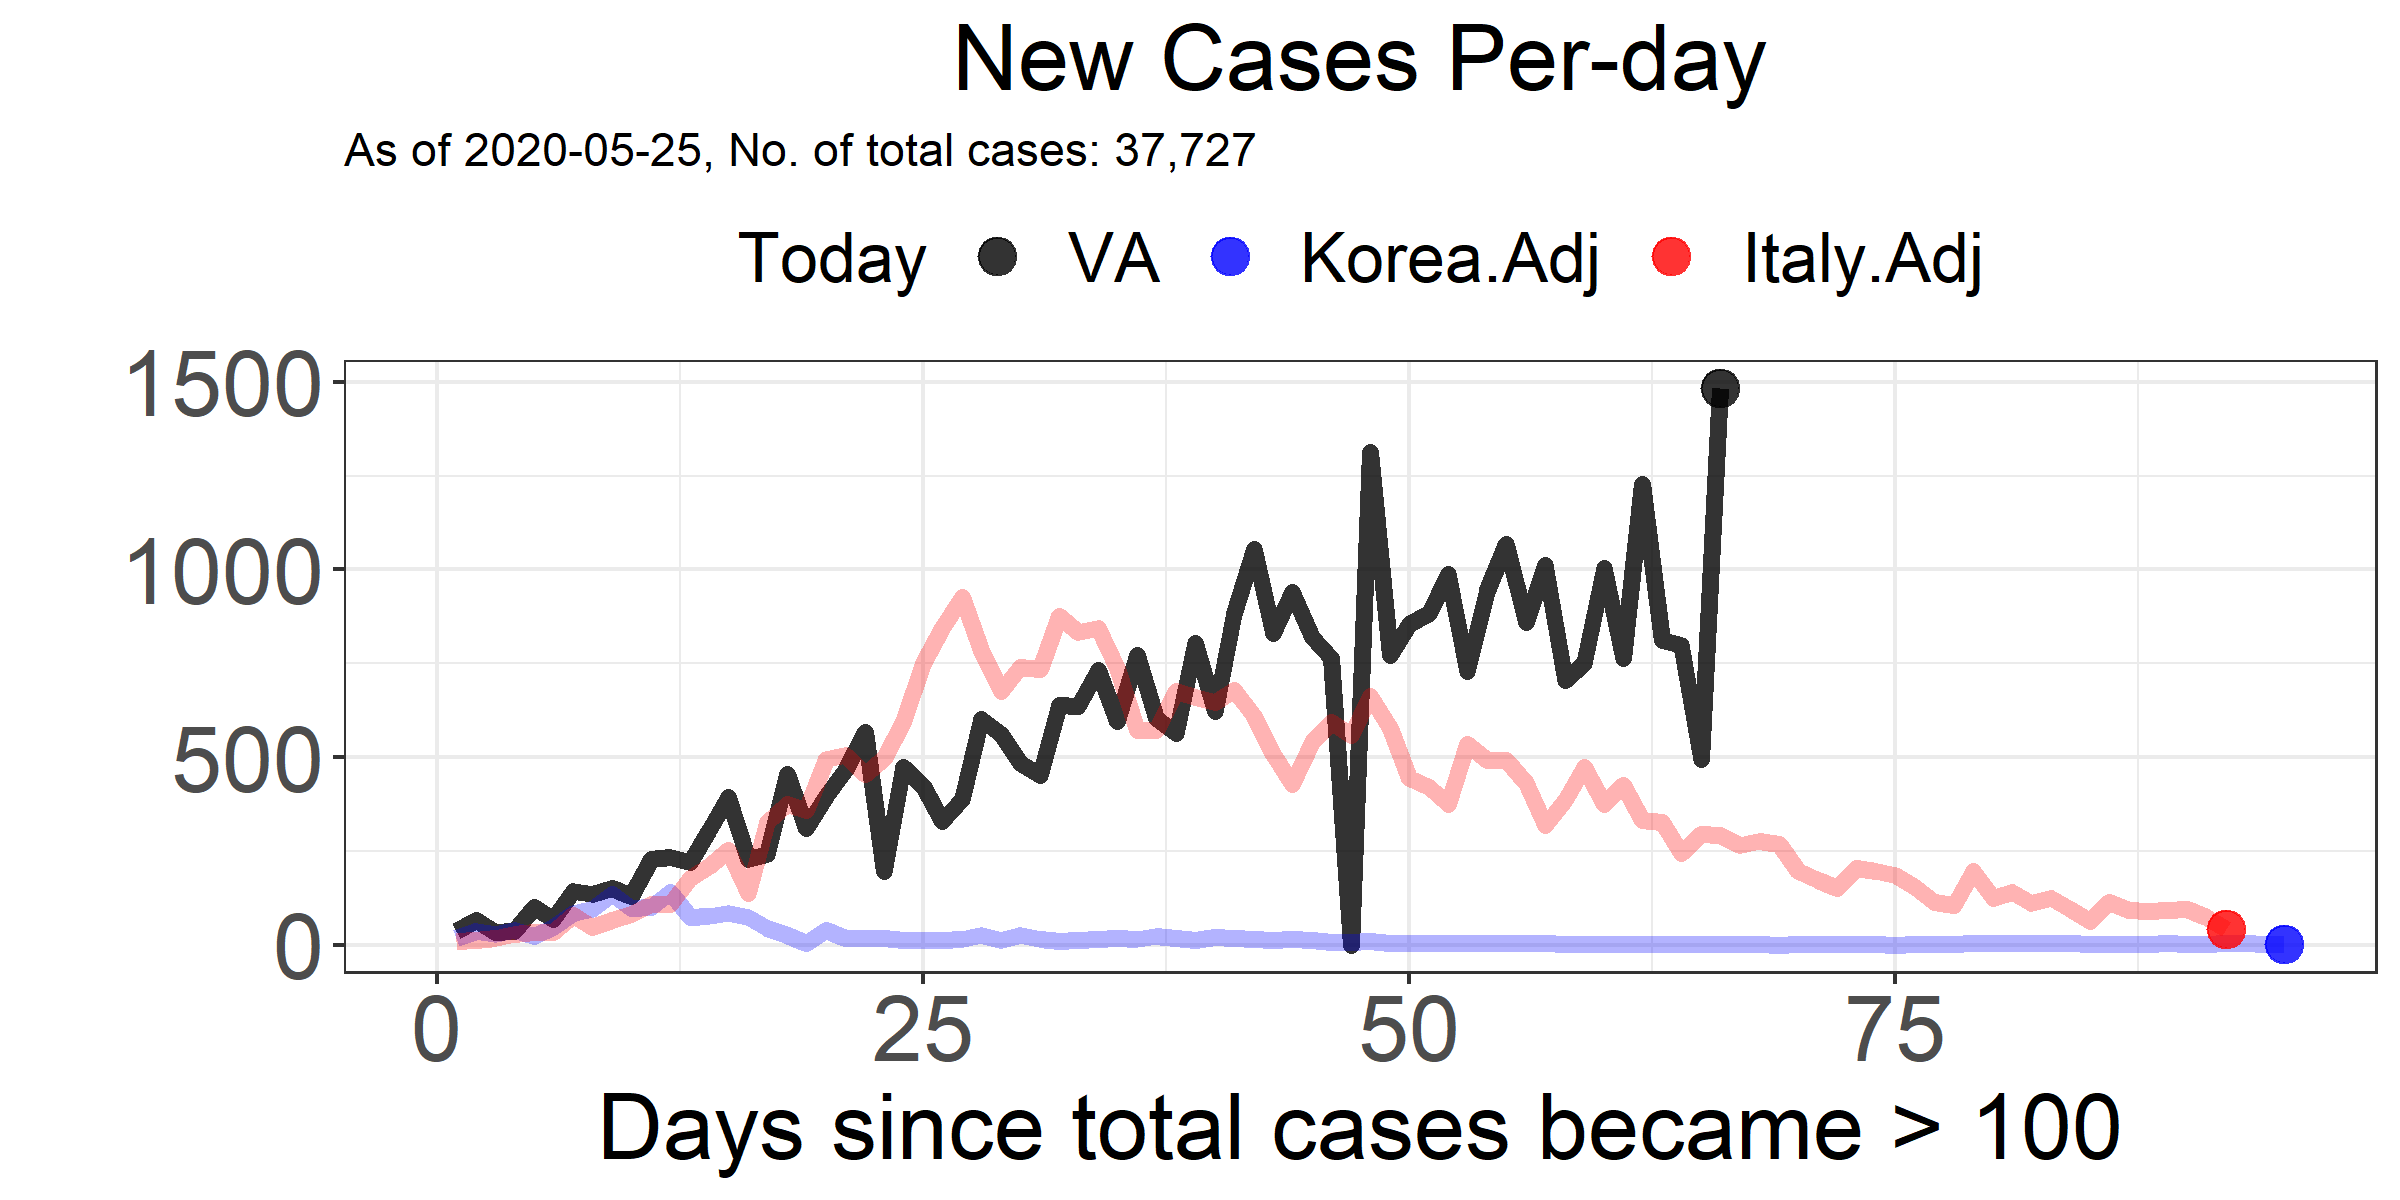 New Cases Per-day
As of 2020-05-25, No. of total cases: 37,727
Today VA Korea.Adj Italy.Adj
1500
1000
500
0
0 25 50 75
Days since total cases became > 100